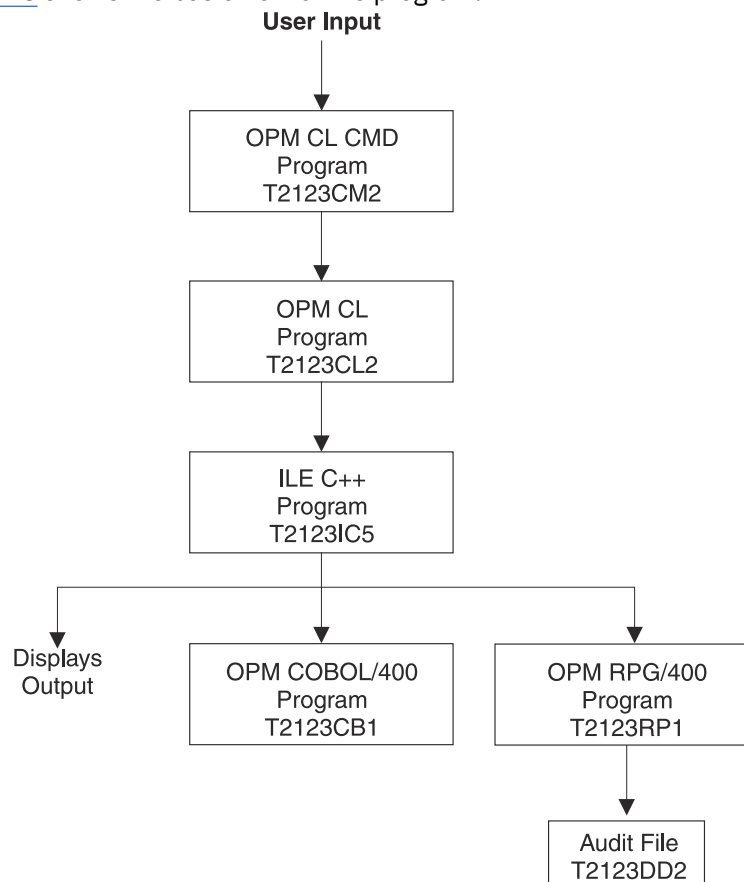 User Input
OPM CL CMD
Program
T2123CM2
OPM CL
Program
T2123CL2
ILE C++
Program
T2123IC5
Displays
Output
OPM COBOL/400
Program
T2123CB1
OPM RPG/400
Program
T2123RP1
Audit File
T2123DD2